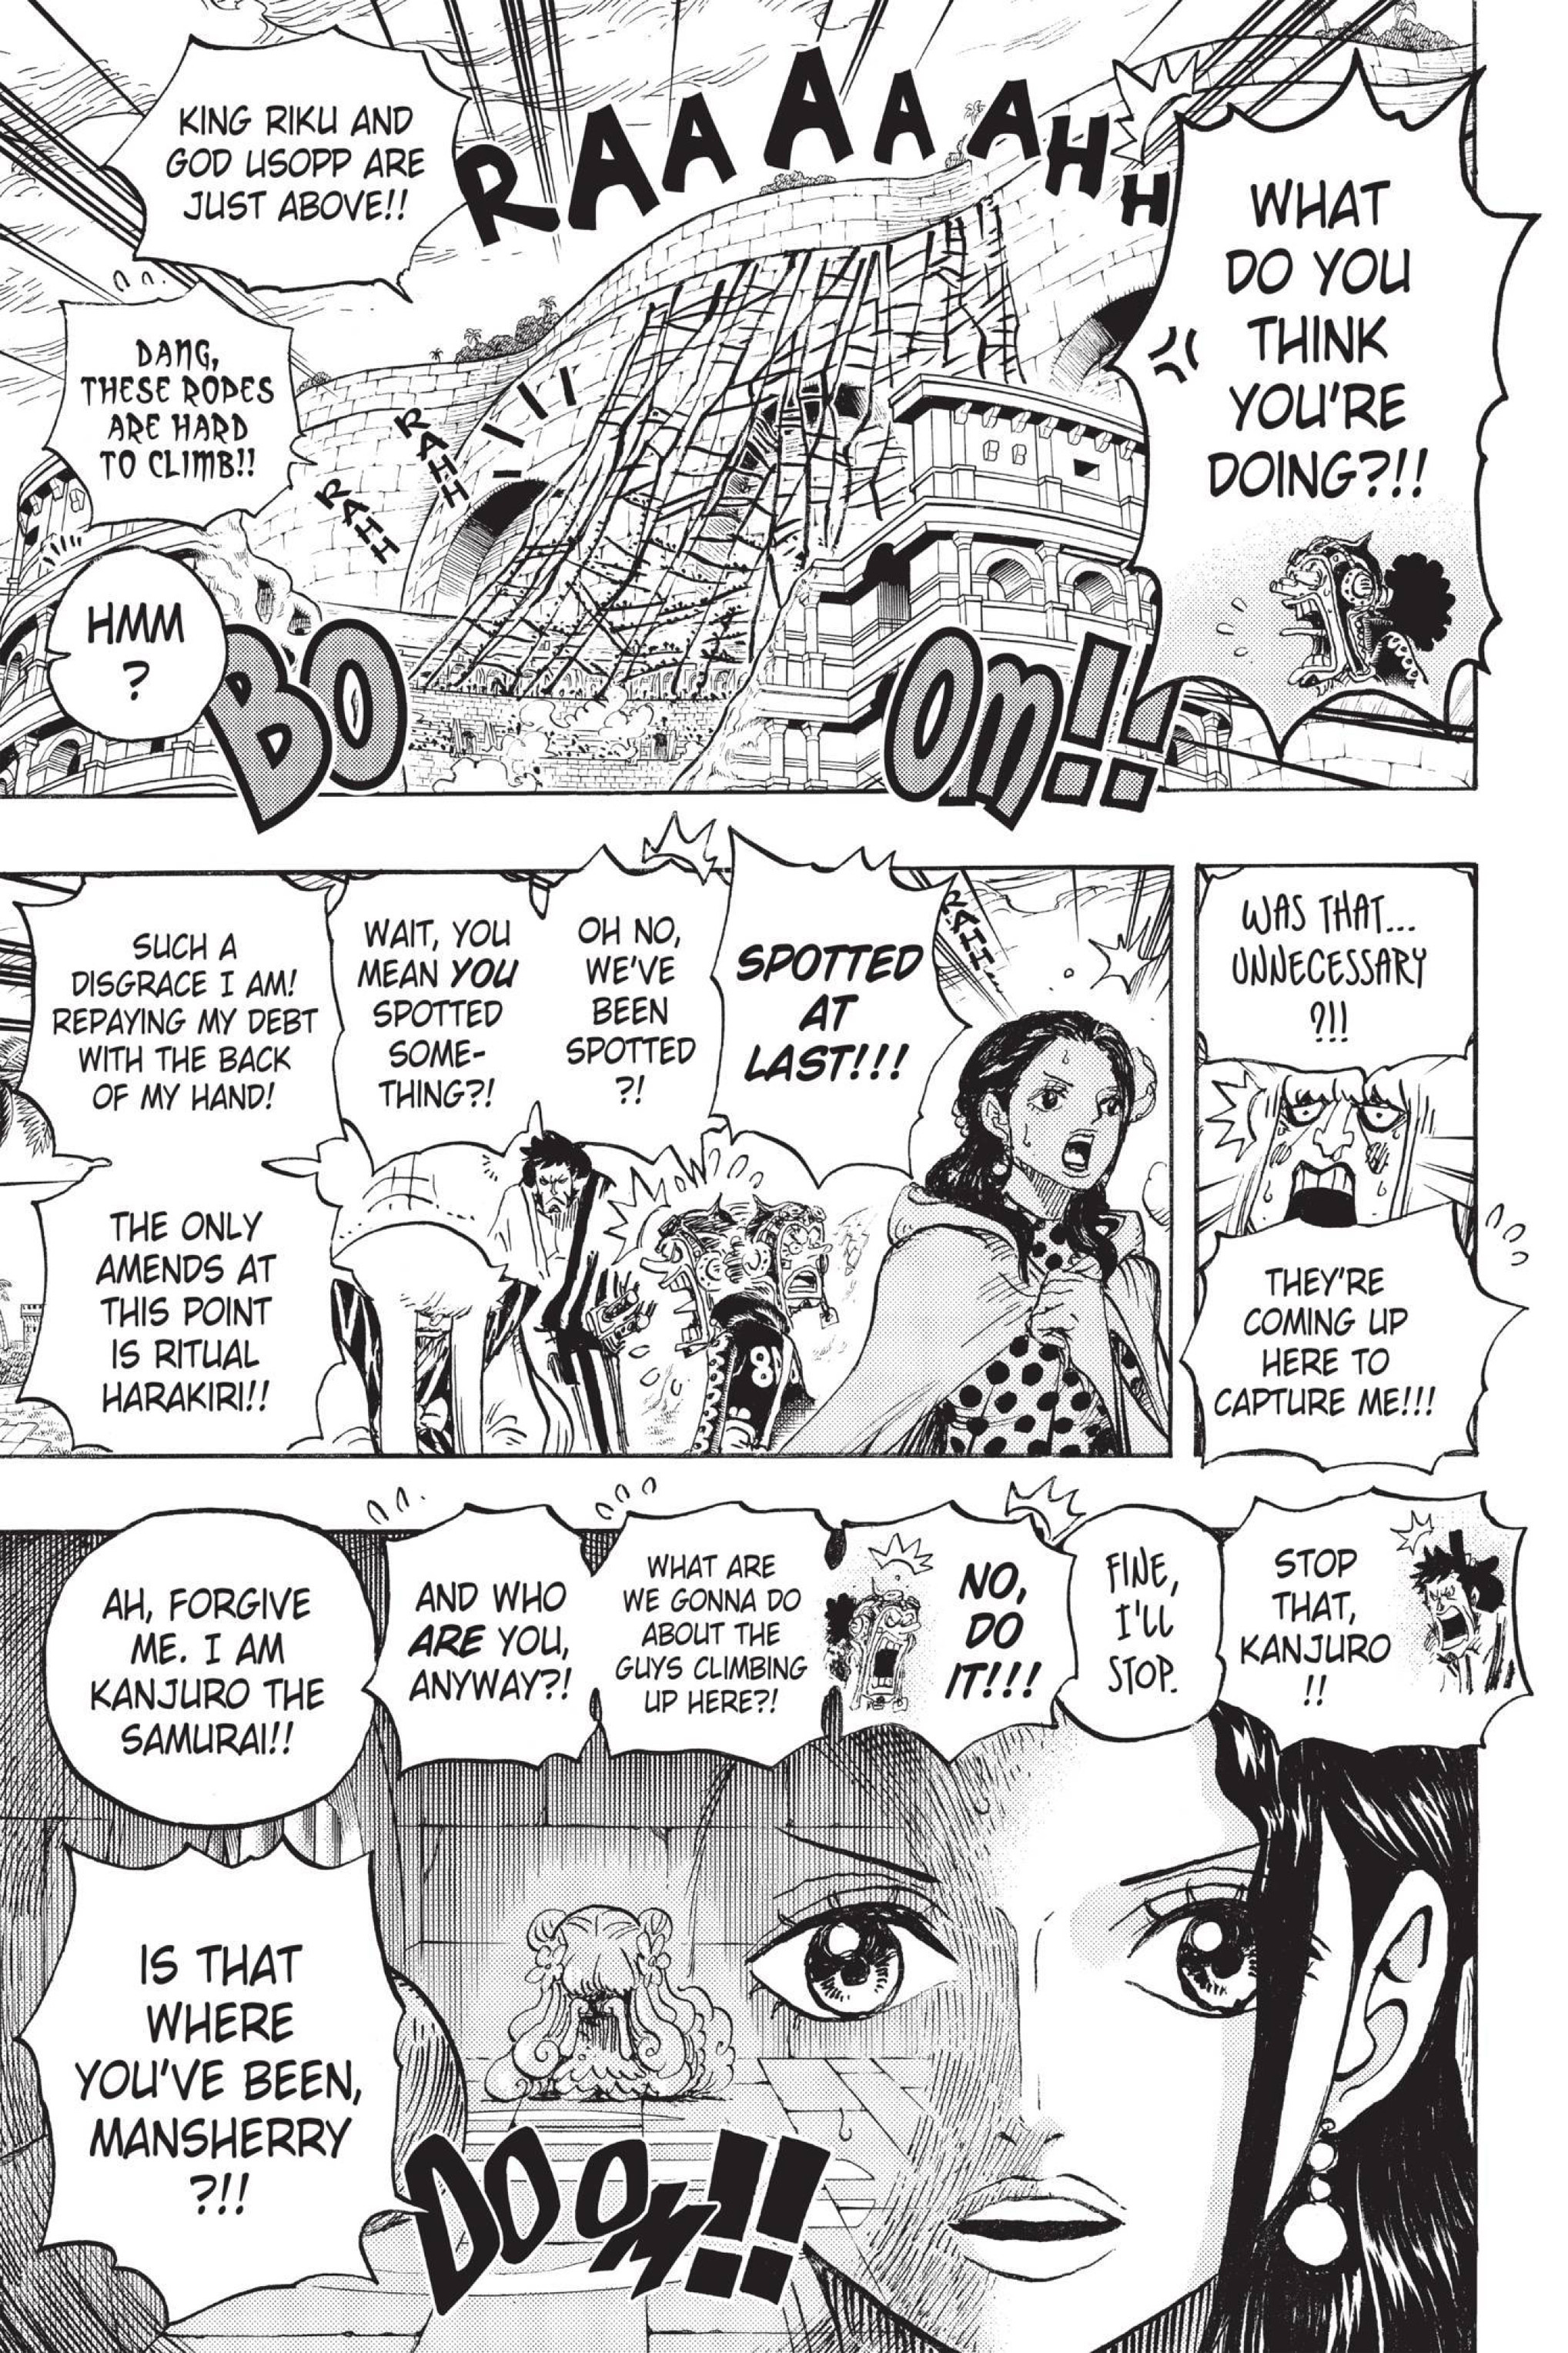 WHAT
DO YOU
THINK
YOU'RE
DOING?!!
RAAAAAHH
KING RIKU AND
GOD USOPP ARE
JUST ABOVE!!
DANG,
THESE ROPES
ARE HARD
TO CLIMB!!
RAHH
RAHH
HMM
?
BOOM!!
WAS THAT...
UNNECESSARY
?!!
THEY'RE
COMING UP
HERE TO
CAPTURE ME!!!
RAHH
SPOTTED
AT
LAST!!!
OH NO,
WE'VE
BEEN
SPOTTED
?!
WAIT, YOU
MEAN YOU
SPOTTED
SOME-
THING?!
8
SUCH A
DISGRACE I AM!
REPAYING MY DEBT
WITH THE BACK
OF MY HAND!
THE ONLY
AMENDS AT
THIS POINT
IS RITUAL
HARAKIRI!!
STOP
THAT,
KANJURO
!!
FINE,
I'LL
STOP.
NO,
DO
IT!!!
WHAT ARE
WE GONNA DO
ABOUT THE
GUYS CLIMBING
UP HERE?!
AND WHO
ARE YOU,
ANYWAY?!
AH, FORGIVE
ME. I AM
KANJURO THE
SAMURAI!!
IS THAT
WHERE
YOU'VE BEEN,
MANSHERRY
?!!
DOOM!!